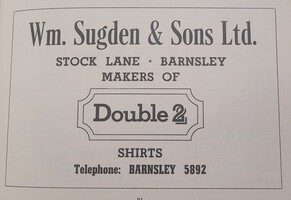 Wm. Sugden & Sons Ltd.
STOCK LANE · BARNSLEY
MAKERS OF
Double 2
SHIRTS
Telephone: BARNSLEY 5892